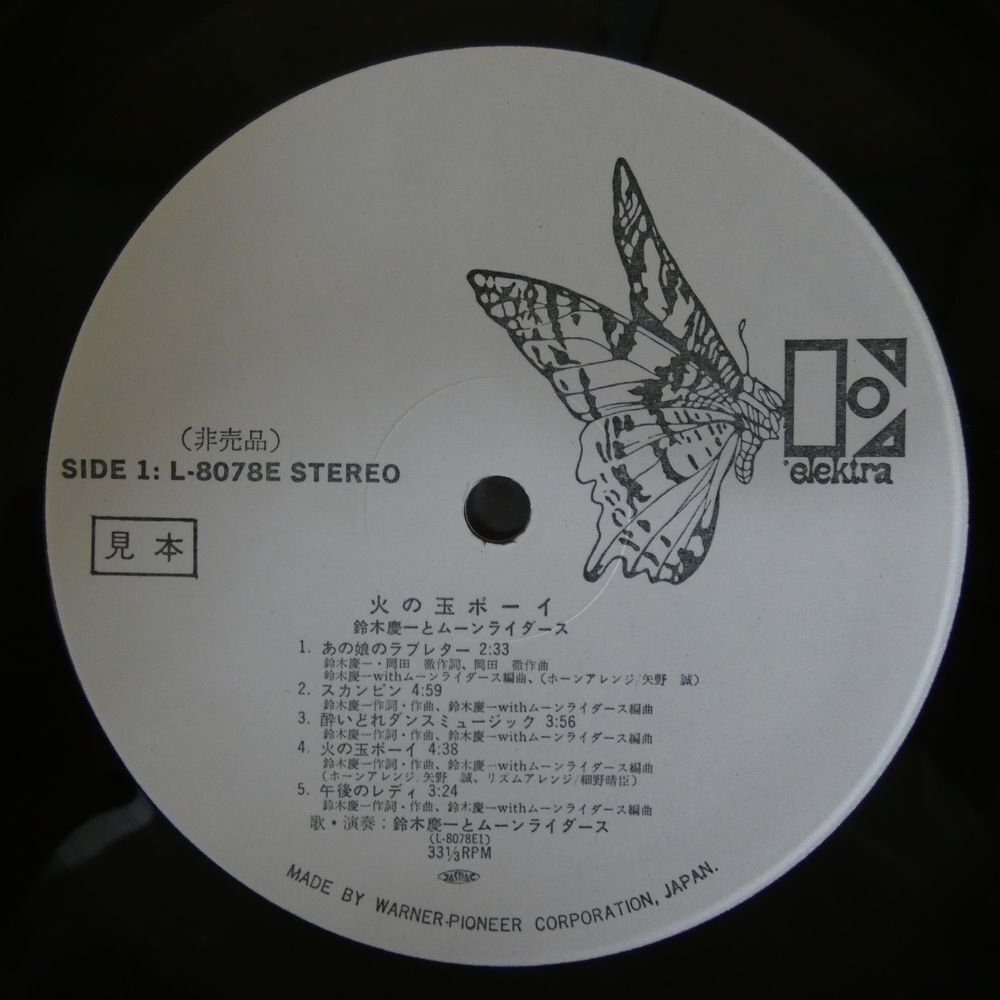 elektra
（非売品）
SIDE 1: L-8078E STEREO
見本
火の玉ボーイ
鈴木慶一とムーンライダース
1. あの娘のラブレター 2:33
鈴木慶一・岡田　徹作詞、岡田　徹作曲
鈴木慶一withムーンライダース編曲、（ホーンアレンジ/矢野　誠）
2. スカンピン 4:59
鈴木慶一作詞・作曲、鈴木慶一withムーンライダース編曲
3. 酔いどれダンスミュージック 3:56
鈴木慶一作詞・作曲、鈴木慶一withムーンライダース編曲
4. 火の玉ボーイ 4:38
鈴木慶一作詞・作曲、鈴木慶一withムーンライダース編曲
（ホーンアレンジ/矢野　誠、リズムアレンジ/細野晴臣）
5. 午後のレディ 3:24
鈴木慶一作詞・作曲、鈴木慶一withムーンライダース編曲
歌・演奏：鈴木慶一とムーンライダース
(L-8078E1)
33⅓RPM
JASRAC
MADE BY WARNER-PIONEER CORPORATION, JAPAN.